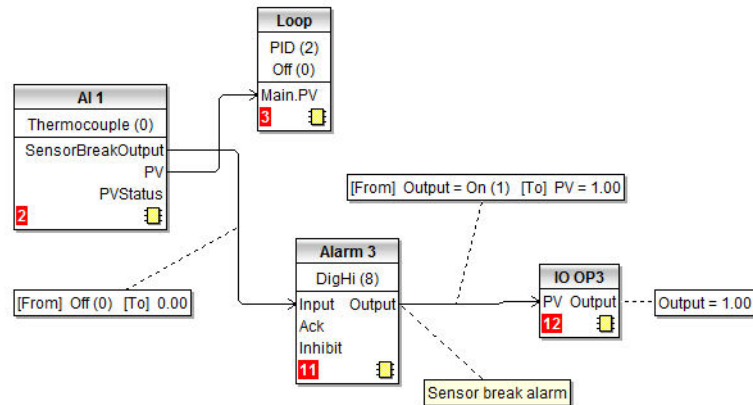 Loop
PID (2)
Off (0)
Main.PV
3
AI 1
Thermocouple (0)
SensorBreakOutput
PV
PVStatus
2
[From] Output = On (1) [To] PV = 1.00
Alarm 3
DigHi (8)
Input Output
Ack
Inhibit
11
IO OP3
PV Output
12
Output = 1.00
[From] Off (0) [To] 0.00
Sensor break alarm